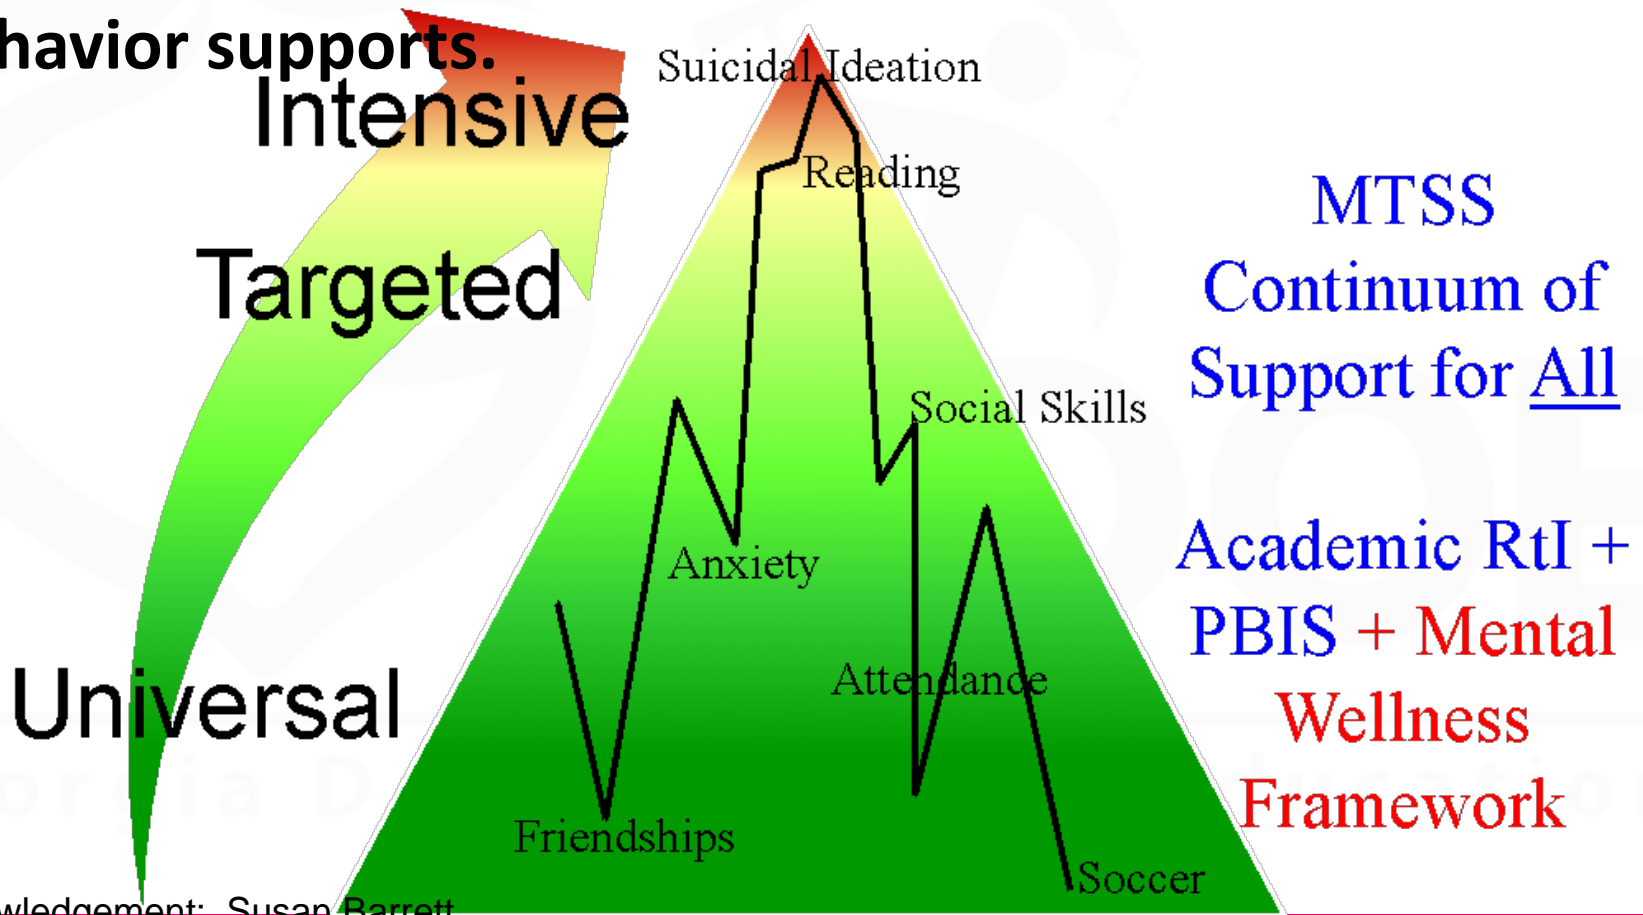 supports.
Intensive
Targeted
Universal
Suicidal Ideation
Reading
Social Skills
Anxiety
Attendance
Friendships
Soccer
MTSS
Continuum of
Support for All
Academic RtI +
PBIS + Mental
Wellness
Framework
Susan Barrett